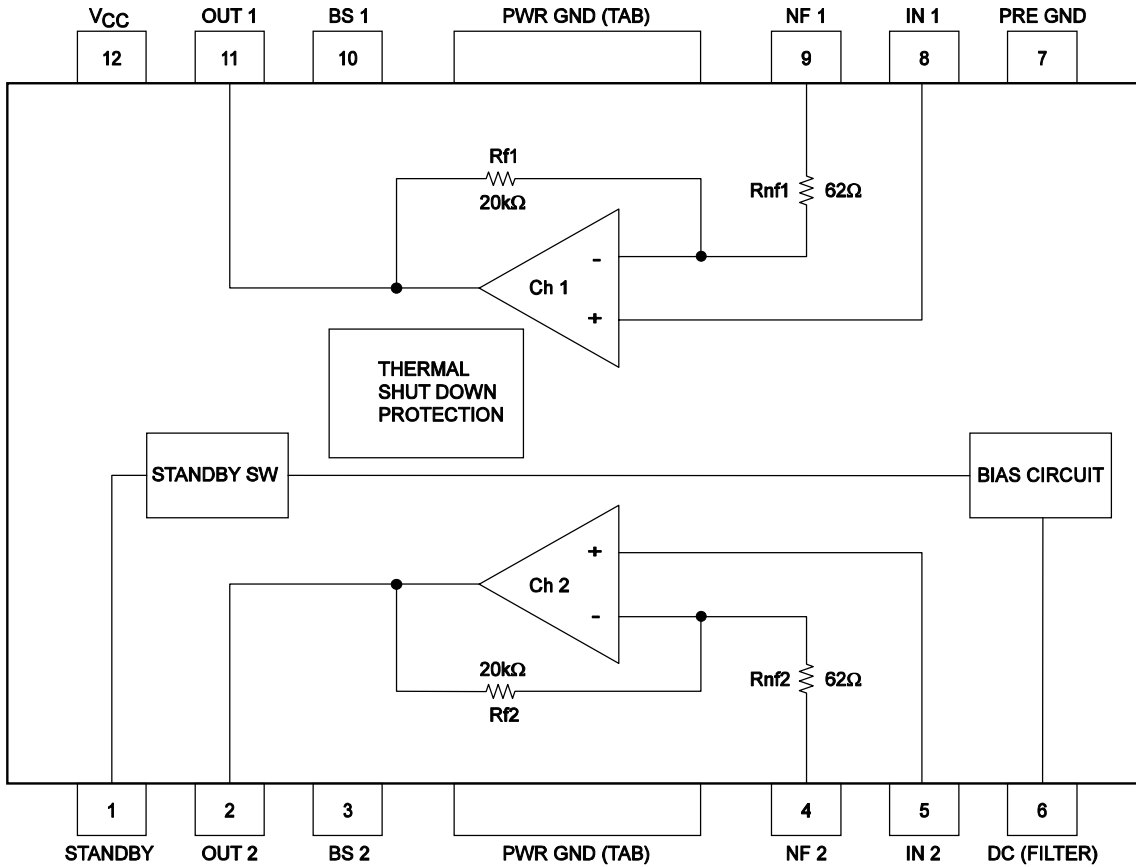 VCC OUT 1 BS 1 PWR GND (TAB) NF 1 IN 1 PRE GND
12 11 10 9 8 7
Rf1
20kΩ
Rnf1 62Ω
-
Ch 1
+
THERMAL
SHUT DOWN
PROTECTION
STANDBY SW BIAS CIRCUIT
+
Ch 2
-
20kΩ
Rf2
Rnf2 62Ω
1 2 3 4 5 6
STANDBY OUT 2 BS 2 PWR GND (TAB) NF 2 IN 2 DC (FILTER)